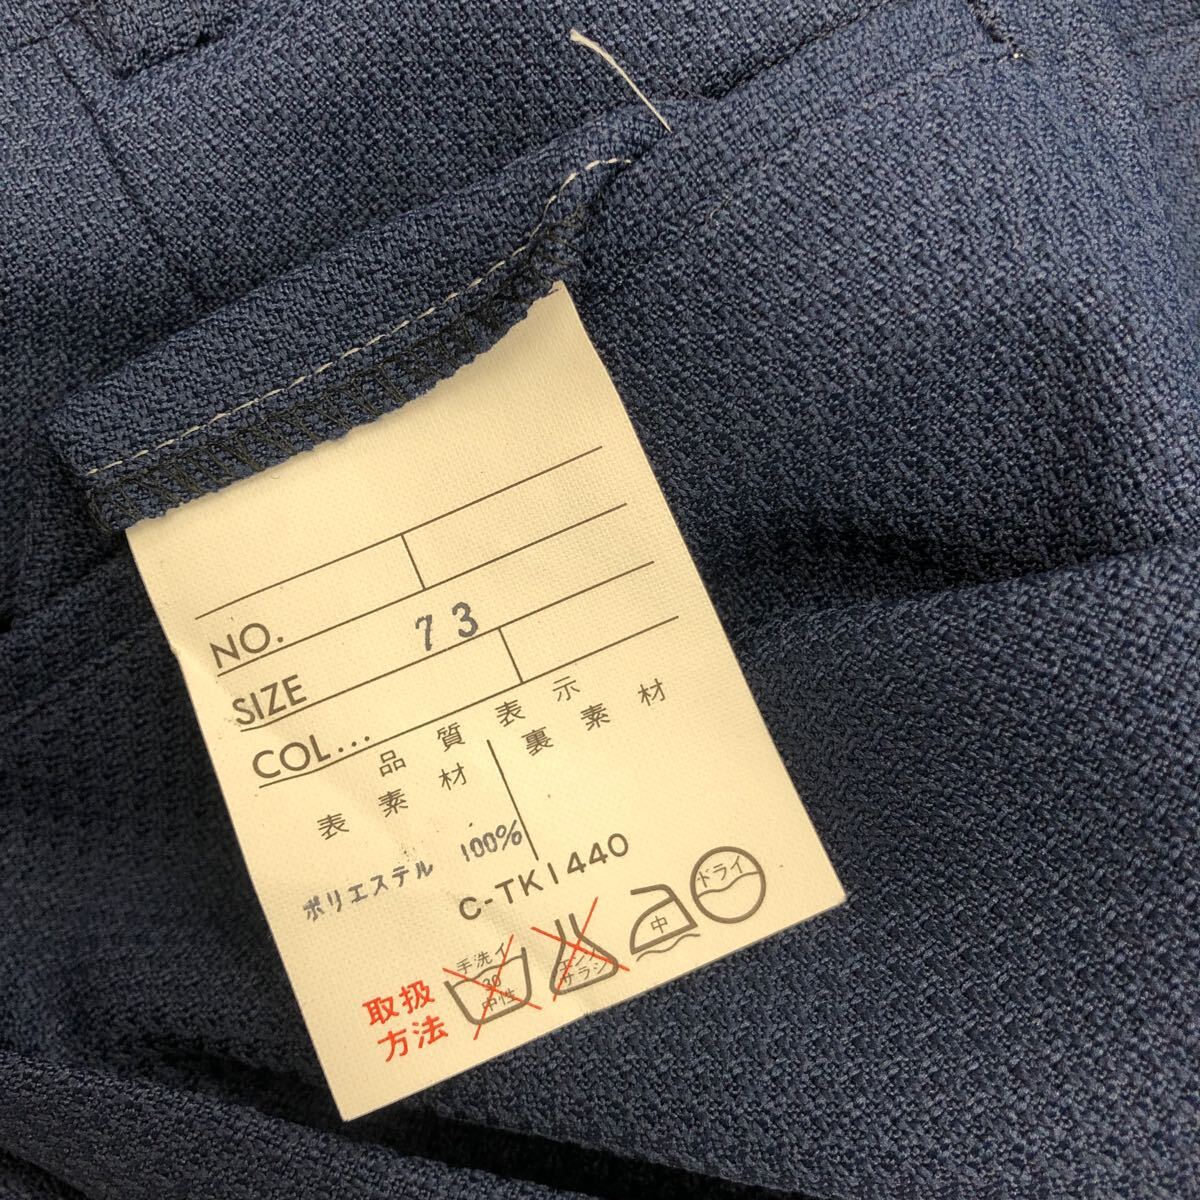 NO.
SIZE 73
COL...
品質表示
表素材 裏素材
ポリエステル 100%
C-TK1440
取扱
方法
手洗イ
30
中性
エンソ
サラシ
中
ドライ